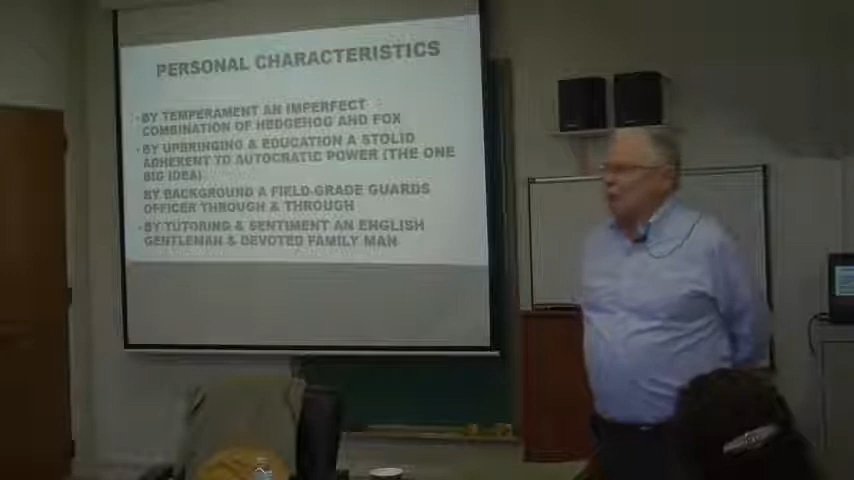 PERSONAL CHARACTERISTICS
• BY TEMPERAMENT AN IMPERFECT
COMBINATION OF HEDGEHOG AND FOX
• BY UPBRINGING & EDUCATION A STOLID
ADHERENT TO AUTOCRATIC POWER (THE ONE
BIG IDEA)
BY BACKGROUND A FIELD-GRADE GUARDS
OFFICER THROUGH & THROUGH
• BY TUTORING & SENTIMENT AN ENGLISH
GENTLEMAN & DEVOTED FAMILY MAN